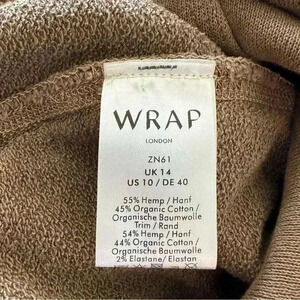 WRAP
LONDON
ZN61
UK 14
US 10 / DE 40
55% Hemp / Hanf
45% Organic Cotton /
Organische Baumwolle
Trim / Rand
54% Hemp / Hanf
44% Organic Cotton /
Organische Baumwolle
2% Elastane / Elastan